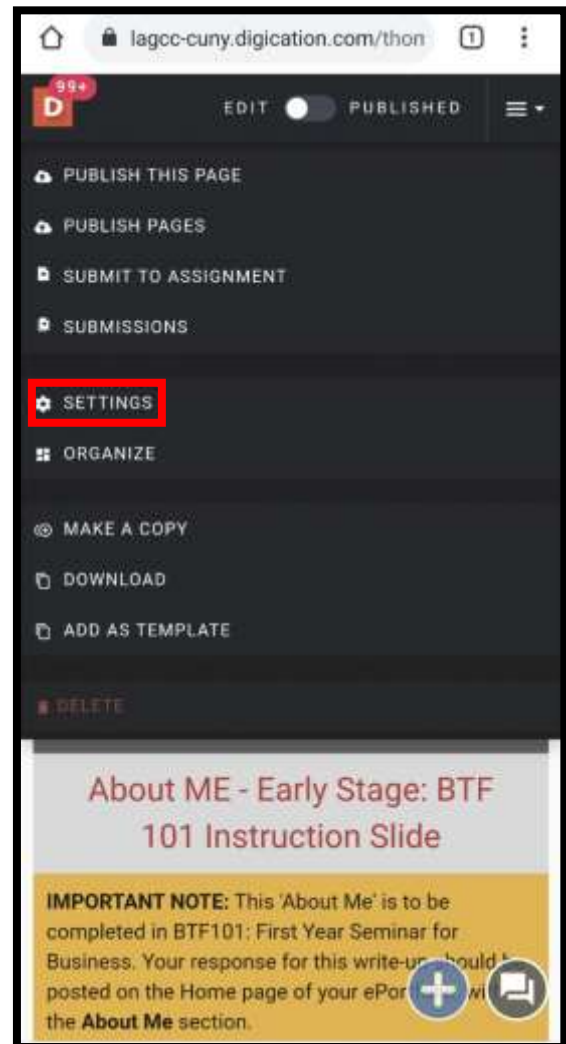 lagcc-cuny.digication.com/thon 1
D 99+ EDIT PUBLISHED
PUBLISH THIS PAGE
PUBLISH PAGES
SUBMIT TO ASSIGNMENT
SUBMISSIONS
SETTINGS
ORGANIZE
MAKE A COPY
DOWNLOAD
ADD AS TEMPLATE
DELETE
About ME - Early Stage: BTF
101 Instruction Slide
IMPORTANT NOTE: This 'About Me' is to be
completed in BTF101: First Year Seminar for
Business. Your response for this write-up should
posted on the Home page of your ePor wi
the About Me section.